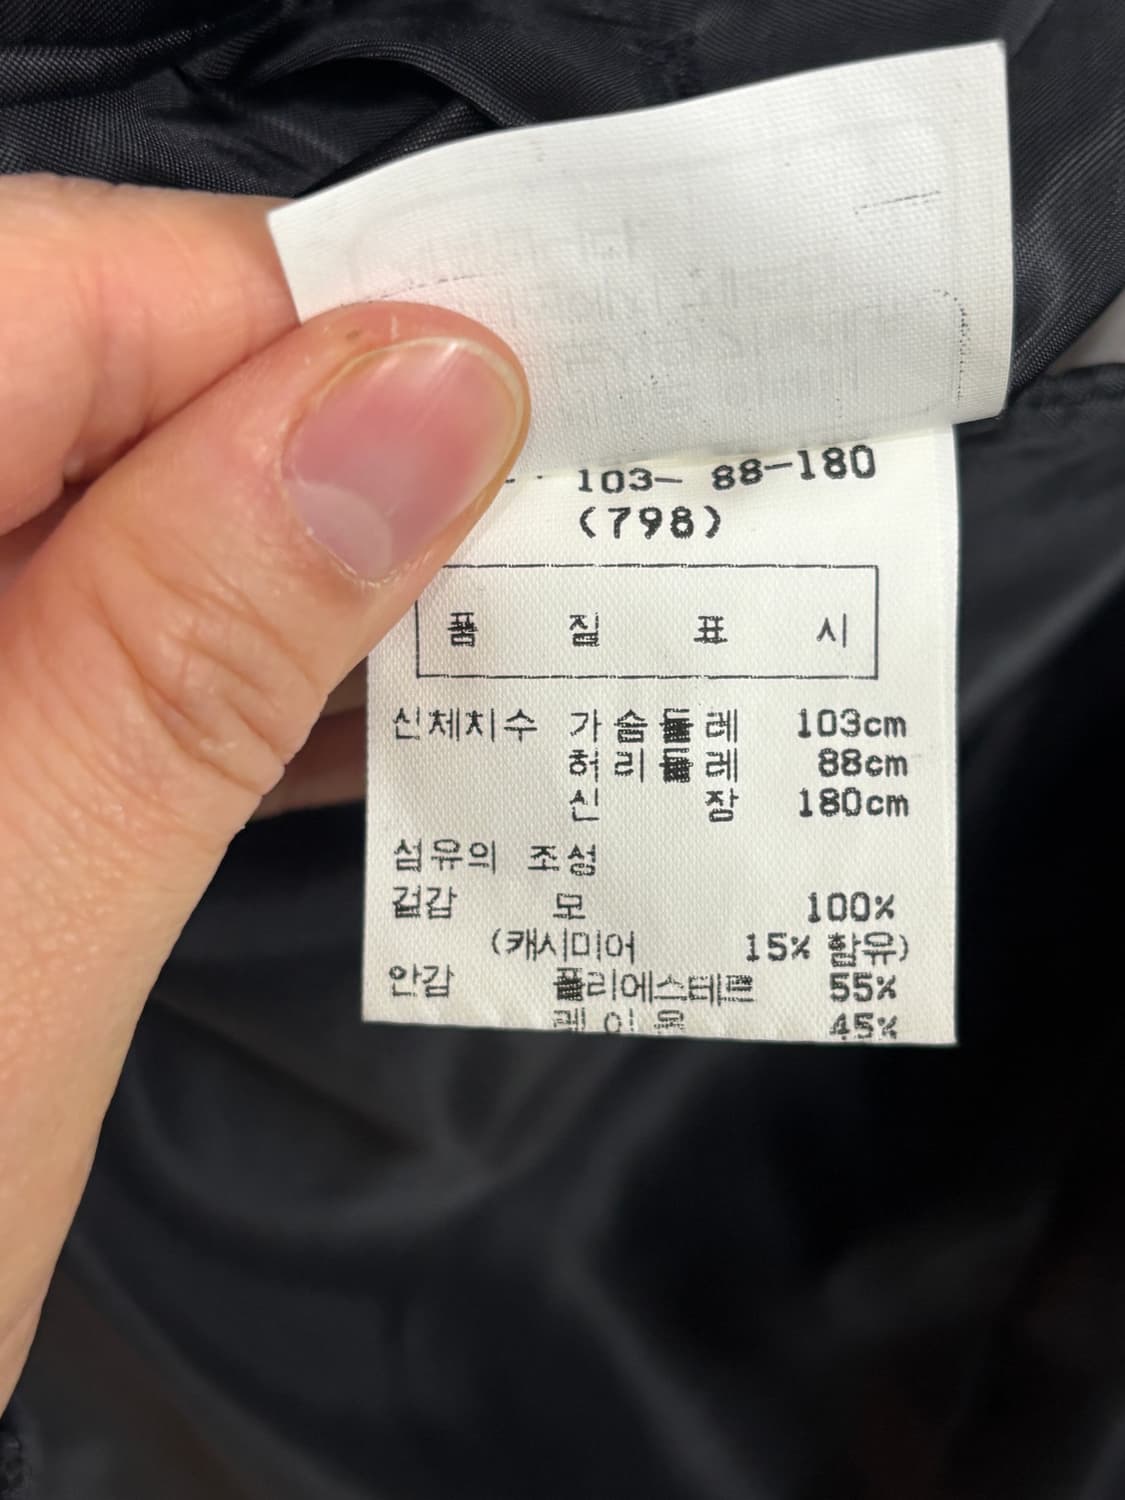 103- 88-180
(798)
품 질 표 시
신체치수 가슴둘레 103cm
허리둘레 88cm
신 장 180cm
섬유의 조성
겉감 모 100%
(캐시미어 15% 함유)
안감 폴리에스테르 55%
레이온 45%